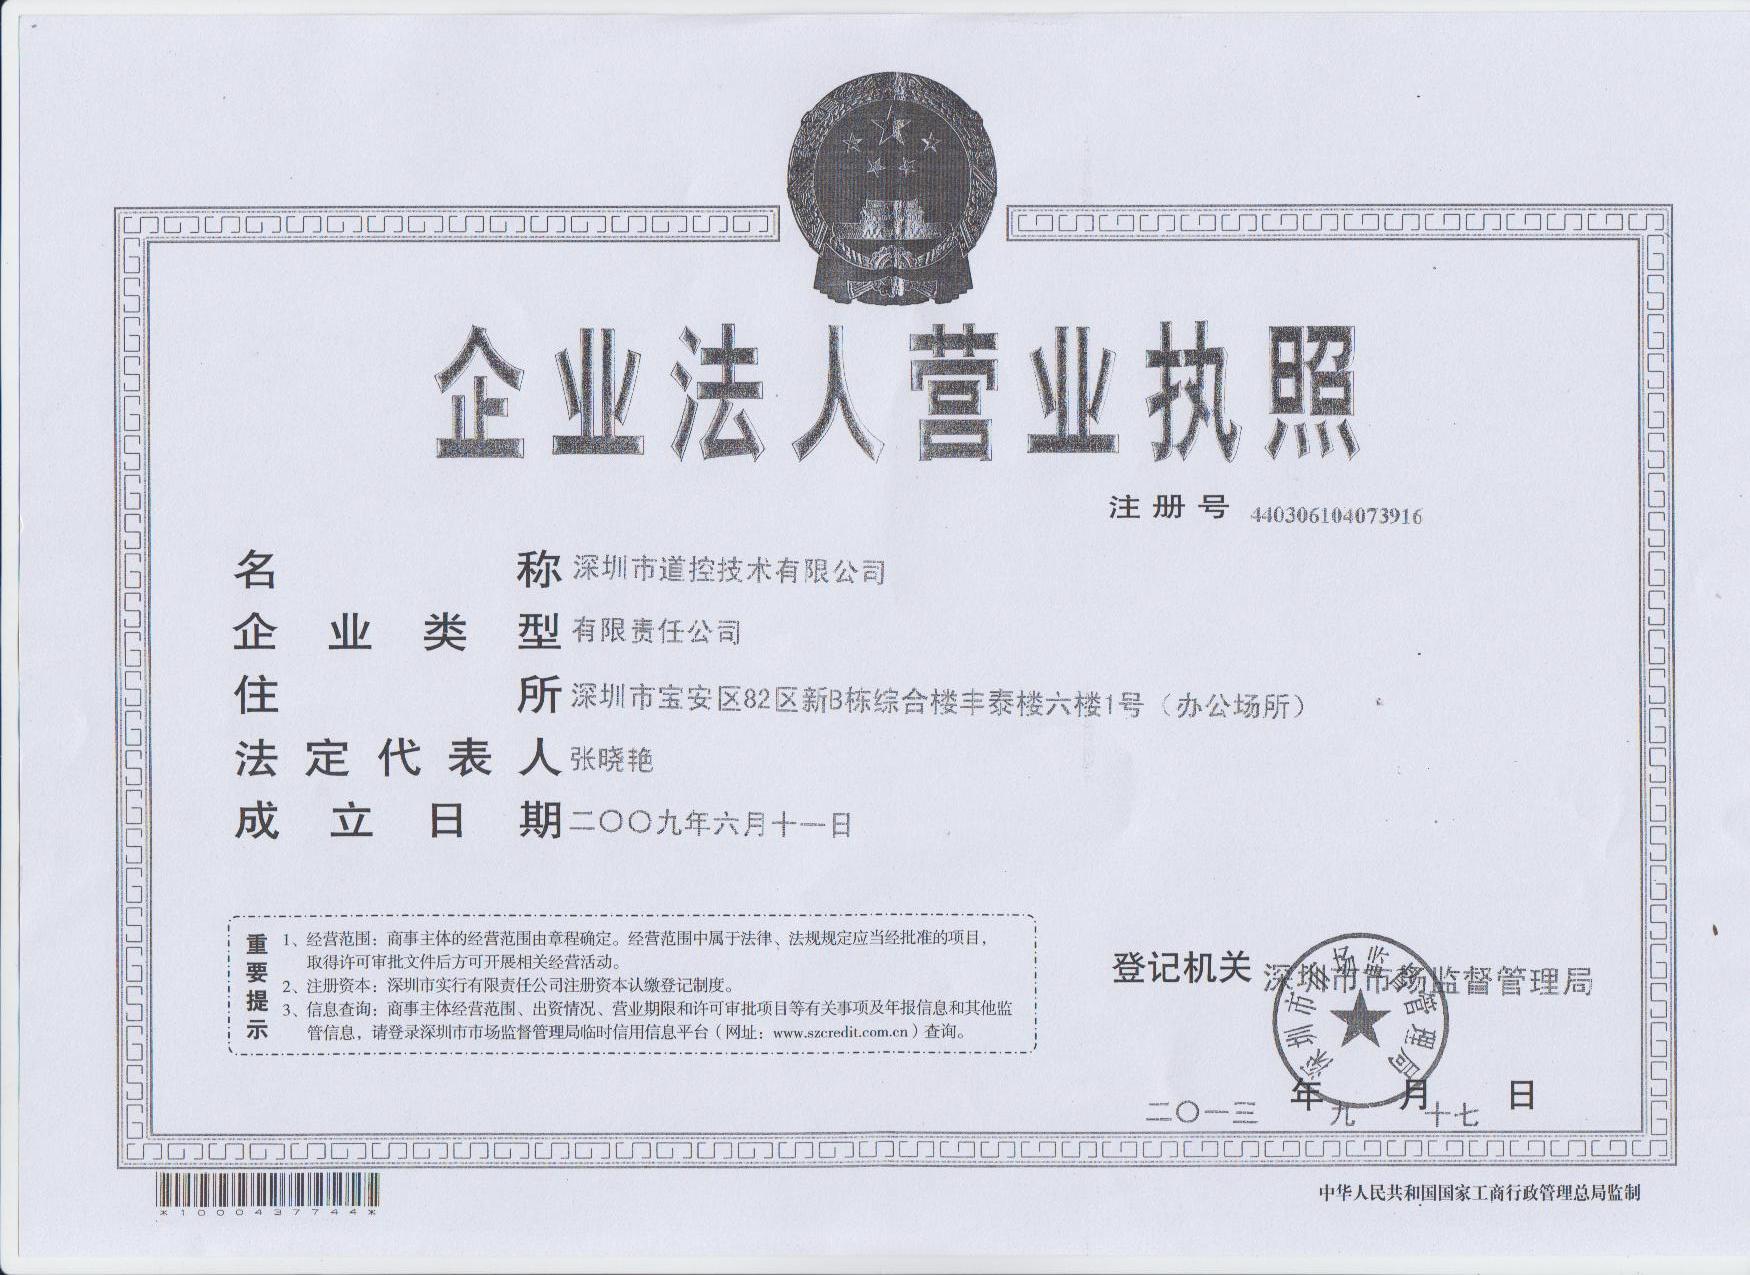 企业法人营业执照
注册号 440306104073916
名称 深圳市道控技术有限公司
企业类型 有限责任公司
住所 深圳市宝安区82区新B栋综合楼丰泰楼六楼1号（办公场所）
法定代表人 张晓艳
成立日期 二〇〇九年六月十一日
重要提示
1、经营范围：商事主体的经营范围由章程确定。经营范围中属于法律、法规规定应当经批准的项目，
取得许可审批文件后方可开展相关经营活动。
2、注册资本：深圳市实行有限责任公司注册资本认缴登记制度。
3、信息查询：商事主体经营范围、出资情况、营业期限和许可审批项目等有关事项及年报信息和其他监
管信息，请登录深圳市市场监督管理局临时信用信息平台（网址：www.szcredit.com.cn）查询。
登记机关 深圳市市场监督管理局
深圳市市场监督管理局
二〇一三年九月十七日
*1000437744*
中华人民共和国国家工商行政管理总局监制